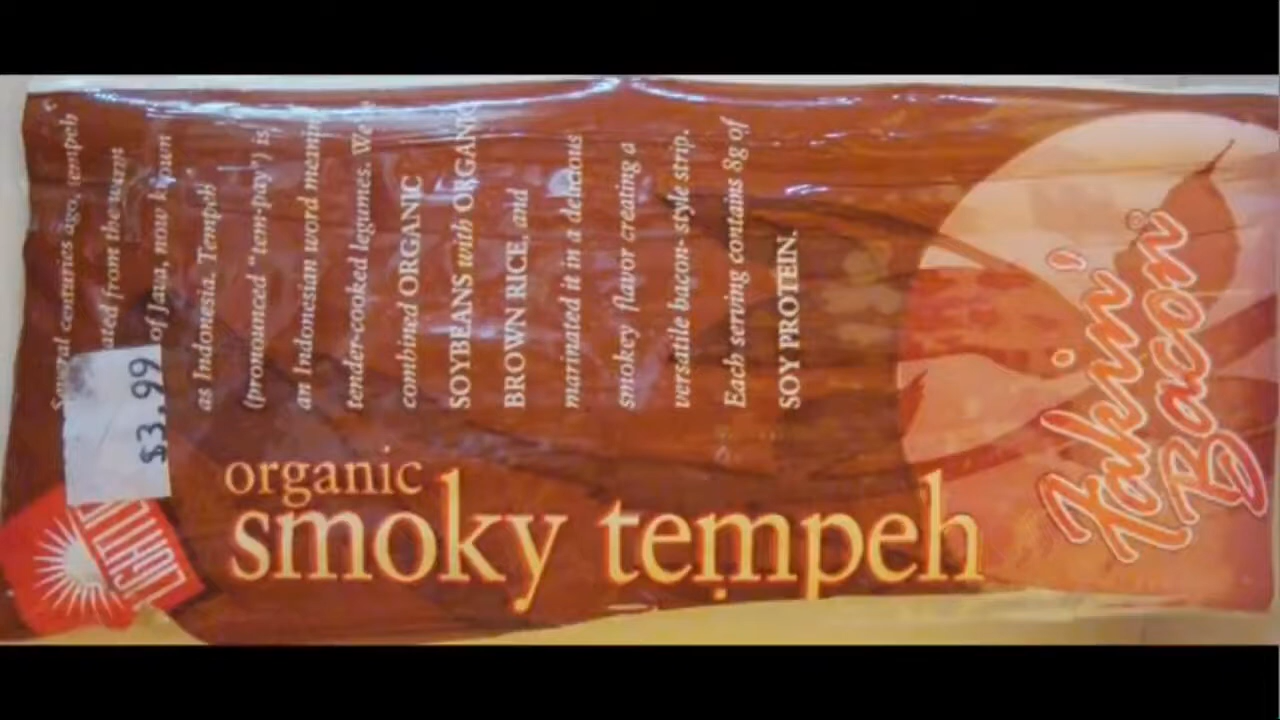 Several centuries ago, tempeh
from the warm
of Java, now known
as Indonesia. Tempeh
(pronounced "tem-pay") is
an Indonesian word meaning
tender-cooked legumes. We
combined ORGANIC
SOYBEANS with ORGANIC
BROWN RICE, and
marinated it in a delicious
smokey flavor creating a
versatile bacon- style strip.
Each serving contains 8g of
SOY PROTEIN.
$3.99
LIGHTLIFE
organic
smoky tempeh
Fakin'
Bacon®